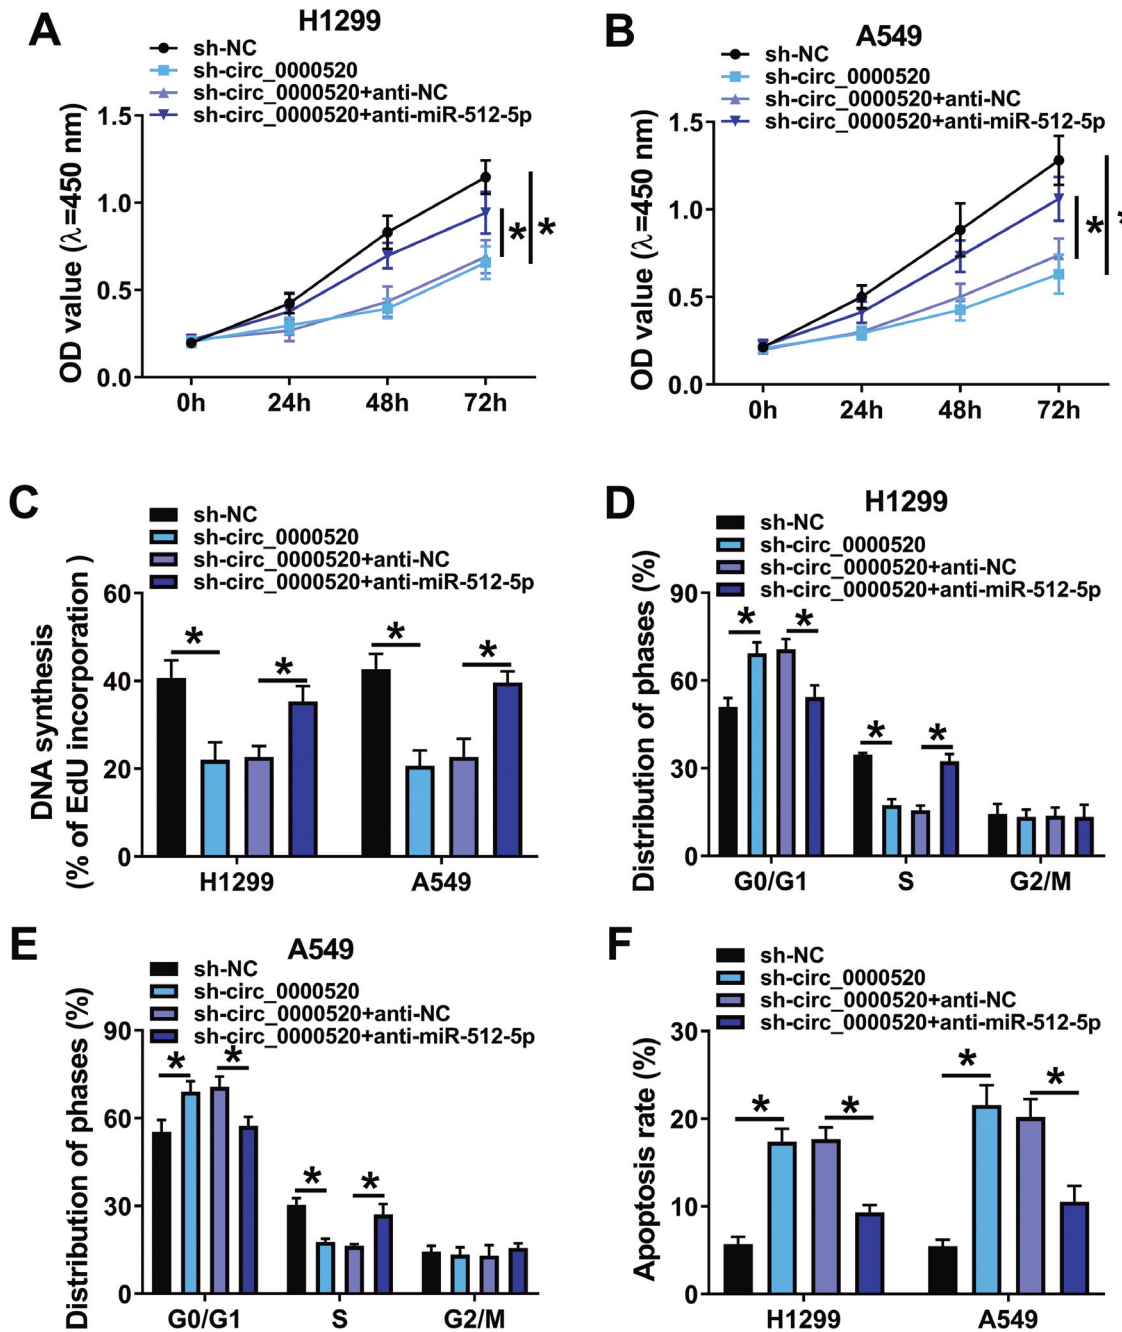 A
H1299
sh-NC
sh-circ_0000520
sh-circ_0000520+anti-NC
sh-circ_0000520+anti-miR-512-5p
OD value (λ=450 nm)
1.5
1.0
0.5
0.0
0h 24h 48h 72h
*
*
B
A549
sh-NC
sh-circ_0000520
sh-circ_0000520+anti-NC
sh-circ_0000520+anti-miR-512-5p
OD value (λ=450 nm)
1.5
1.0
0.5
0.0
0h 24h 48h 72h
*
*
C
sh-NC
sh-circ_0000520
sh-circ_0000520+anti-NC
sh-circ_0000520+anti-miR-512-5p
DNA synthesis
(% of EdU incorporation )
60
40
20
0
* * * *
H1299 A549
D
H1299
sh-NC
sh-circ_0000520
sh-circ_0000520+anti-NC
sh-circ_0000520+anti-miR-512-5p
Distribution of phases (%)
90
60
30
0
* * * *
G0/G1 S G2/M
E
A549
sh-NC
sh-circ_0000520
sh-circ_0000520+anti-NC
sh-circ_0000520+anti-miR-512-5p
Distribution of phases (%)
90
60
30
0
* * * *
G0/G1 S G2/M
F
sh-NC
sh-circ_0000520
sh-circ_0000520+anti-NC
sh-circ_0000520+anti-miR-512-5p
Apoptosis rate (%)
30
20
10
0
* * * *
H1299 A549